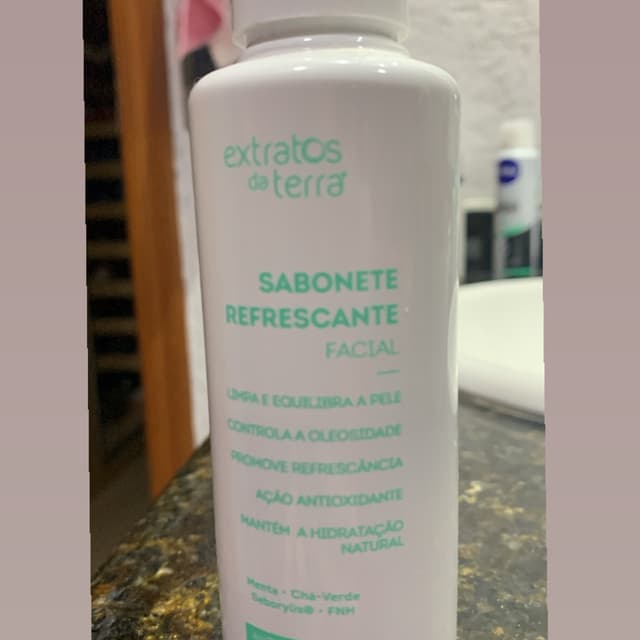 extratos
da terra
SABONETE
REFRESCANTE
FACIAL
LIMPA E EQUILIBRA A PELE
CONTROLA A OLEOSIDADE
PROMOVE REFRESCÂNCIA
AÇÃO ANTIOXIDANTE
MANTÉM A HIDRATAÇÃO
NATURAL
Menta • Chá-Verde
Seborylis® • FNH